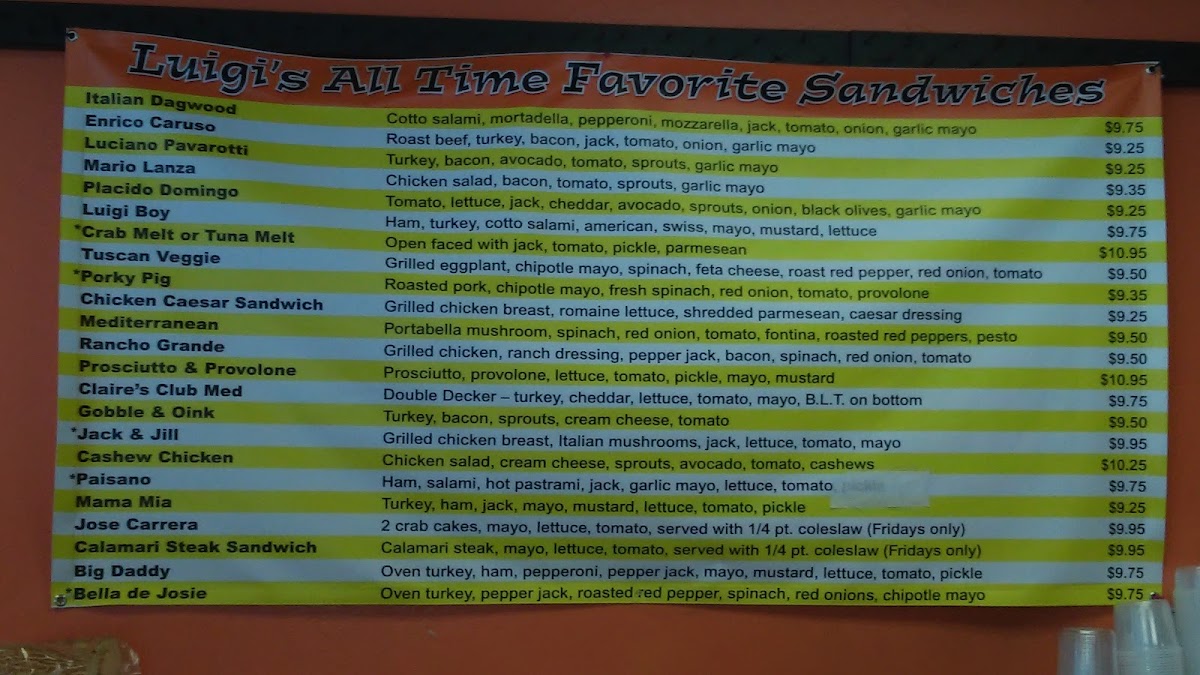 Luigi's All Time Favorite Sandwiches
Italian Dagwood Cotto salami, mortadella, pepperoni, mozzarella, jack, tomato, onion, garlic mayo $9.75
Enrico Caruso Roast beef, turkey, bacon, jack, tomato, onion, garlic mayo $9.25
Luciano Pavarotti Turkey, bacon, avocado, tomato, sprouts, garlic mayo $9.25
Mario Lanza Chicken salad, bacon, tomato, sprouts, garlic mayo $9.35
Placido Domingo Tomato, lettuce, jack, cheddar, avocado, sprouts, onion, black olives, garlic mayo $9.25
Luigi Boy Ham, turkey, cotto salami, american, swiss, mayo, mustard, lettuce $9.75
*Crab Melt or Tuna Melt Open faced with jack, tomato, pickle, parmesean $10.95
Tuscan Veggie Grilled eggplant, chipotle mayo, spinach, feta cheese, roast red pepper, red onion, tomato $9.50
*Porky Pig Roasted pork, chipotle mayo, fresh spinach, red onion, tomato, provolone $9.35
Chicken Caesar Sandwich Grilled chicken breast, romaine lettuce, shredded parmesean, caesar dressing $9.25
Mediterranean Portabella mushroom, spinach, red onion, tomato, fontina, roasted red peppers, pesto $9.50
Rancho Grande Grilled chicken, ranch dressing, pepper jack, bacon, spinach, red onion, tomato $9.50
Prosciutto & Provolone Prosciutto, provolone, lettuce, tomato, pickle, mayo, mustard $10.95
Claire's Club Med Double Decker – turkey, cheddar, lettuce, tomato, mayo, B.L.T. on bottom $9.75
Gobble & Oink Turkey, bacon, sprouts, cream cheese, tomato $9.50
*Jack & Jill Grilled chicken breast, Italian mushrooms, jack, lettuce, tomato, mayo $9.95
Cashew Chicken Chicken salad, cream cheese, sprouts, avocado, tomato, cashews $10.25
*Paisano Ham, salami, hot pastrami, jack, garlic mayo, lettuce, tomato, pickle $9.75
Mama Mia Turkey, ham, jack, mayo, mustard, lettuce, tomato, pickle $9.25
Jose Carrera 2 crab cakes, mayo, lettuce, tomato, served with 1/4 pt. coleslaw (Fridays only) $9.95
Calamari Steak Sandwich Calamari steak, mayo, lettuce, tomato, served with 1/4 pt. coleslaw (Fridays only) $9.95
Big Daddy Oven turkey, ham, pepperoni, pepper jack, mayo, mustard, lettuce, tomato, pickle $9.75
*Bella de Josie Oven turkey, pepper jack, roasted red pepper, spinach, red onions, chipotle mayo $9.75